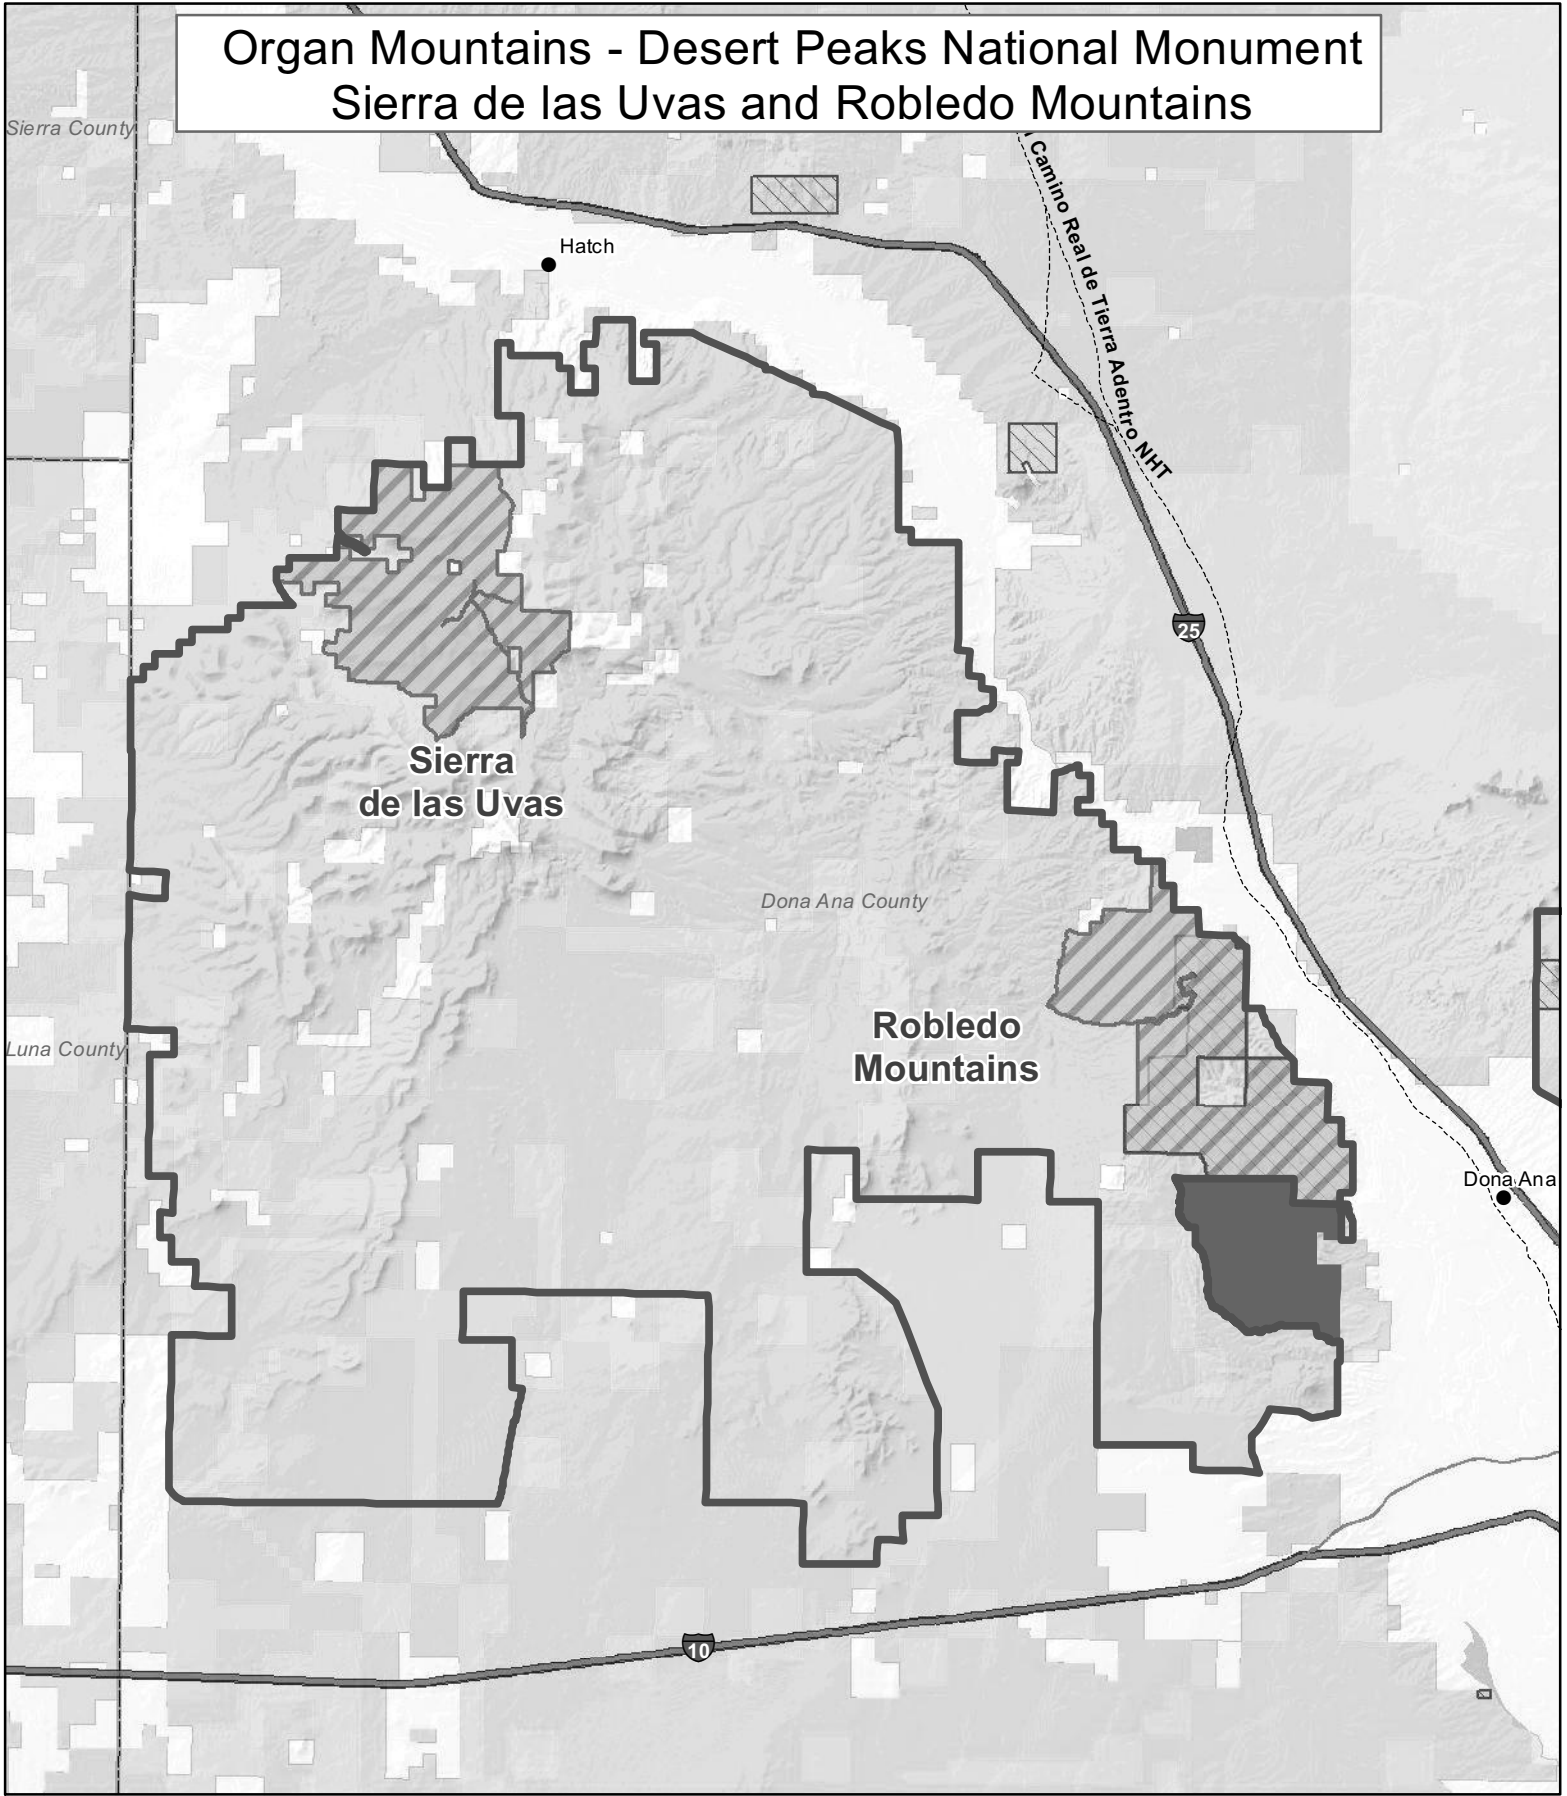 Organ Mountains - Desert Peaks National Monument
Sierra de las Uvas and Robledo Mountains
Sierra County
Camino Real de Tierra Adentro NHT
Hatch
25
Sierra
de las Uvas
Dona Ana County
Robledo
Mountains
Luna County
Dona Ana
10